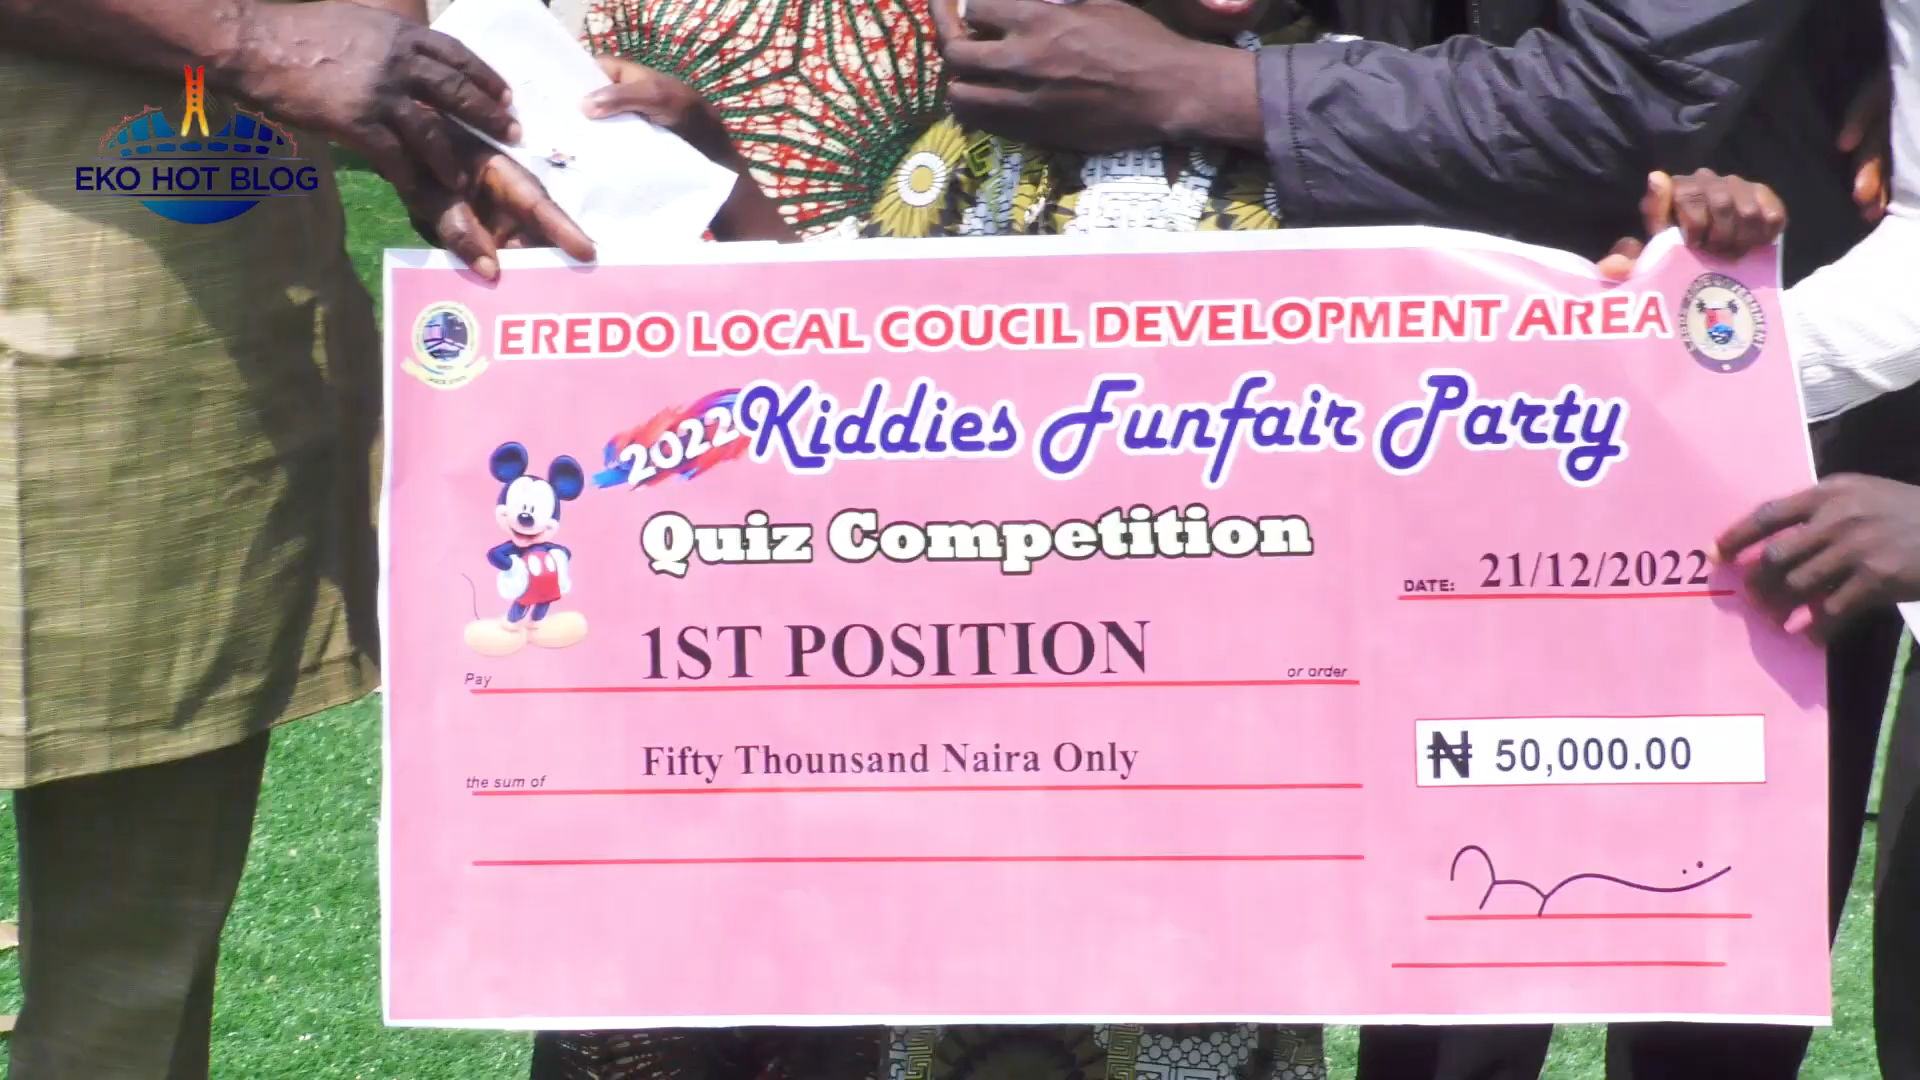 EKO HOT BLOG
EREDO LOCAL COUCIL DEVELOPMENT AREA
2022 Kiddies Funfair Party
Quiz Competition
DATE: 21/12/2022
Pay 1ST POSITION or order
the sum of Fifty Thounsand Naira Only
₦ 50,000.00